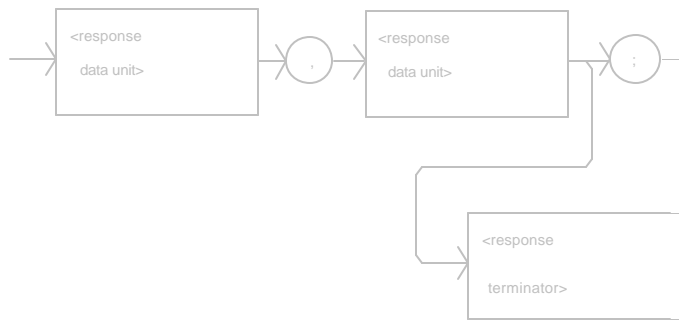 <response
data unit>
,
<response
data unit>
;
<response
terminator>